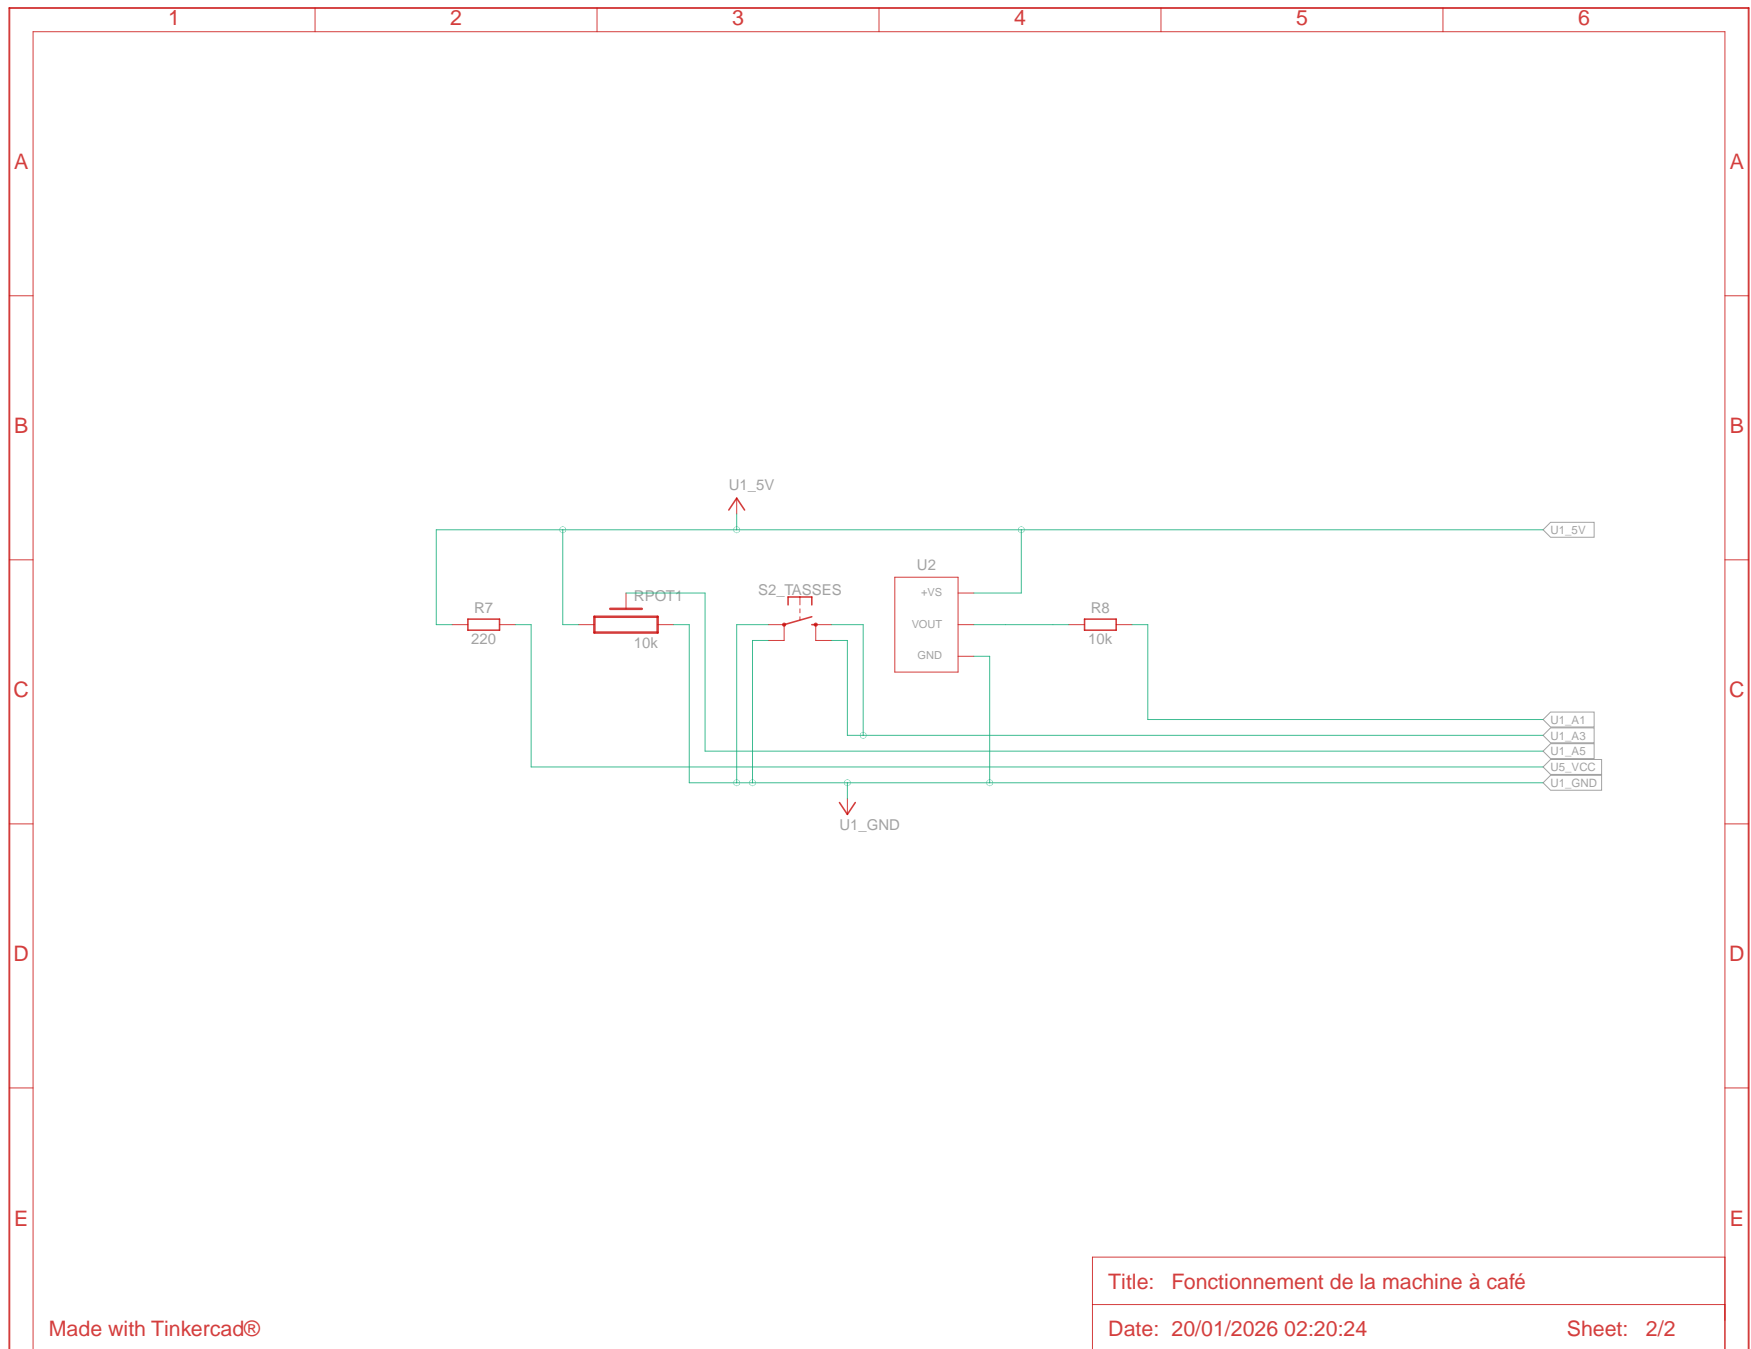 1 2 3 4 5 6
A A
B B
U1_5V
U1_5V
U2
+VS
S2_TASSES
RPOT1
R7 R8
VOUT
220 10k 10k
GND
C C
U1_A1
U1_A3
U1_A5
U5_VCC
U1_GND
U1_GND
D D
E E
Title: Fonctionnement de la machine à café
Made with Tinkercad®
Date: 20/01/2026 02:20:24 Sheet: 2/2